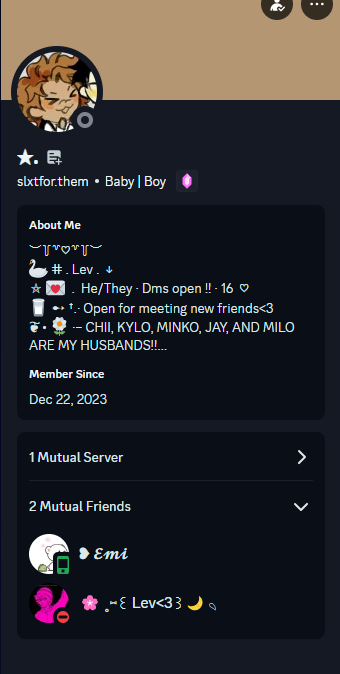 ★.
slxtfor.them • Baby | Boy
About Me
︶꒷꒦♡꒷꒦︶
🦢 ⵌ . Lev . ↓
⛤ 💌 . He/They · Dms open !! · 16 ♡
🥛 ➵ ↑.· Open for meeting new friends<3
❦ • 🌼 ·– CHII, KYLO, MINKO, JAY, AND MILO
ARE MY HUSBANDS!!...
Member Since
Dec 22, 2023
1 Mutual Server
2 Mutual Friends
❥ 𝓔𝓶𝓲
🌸 ꒰ Lev<3 ꒱ 🌙